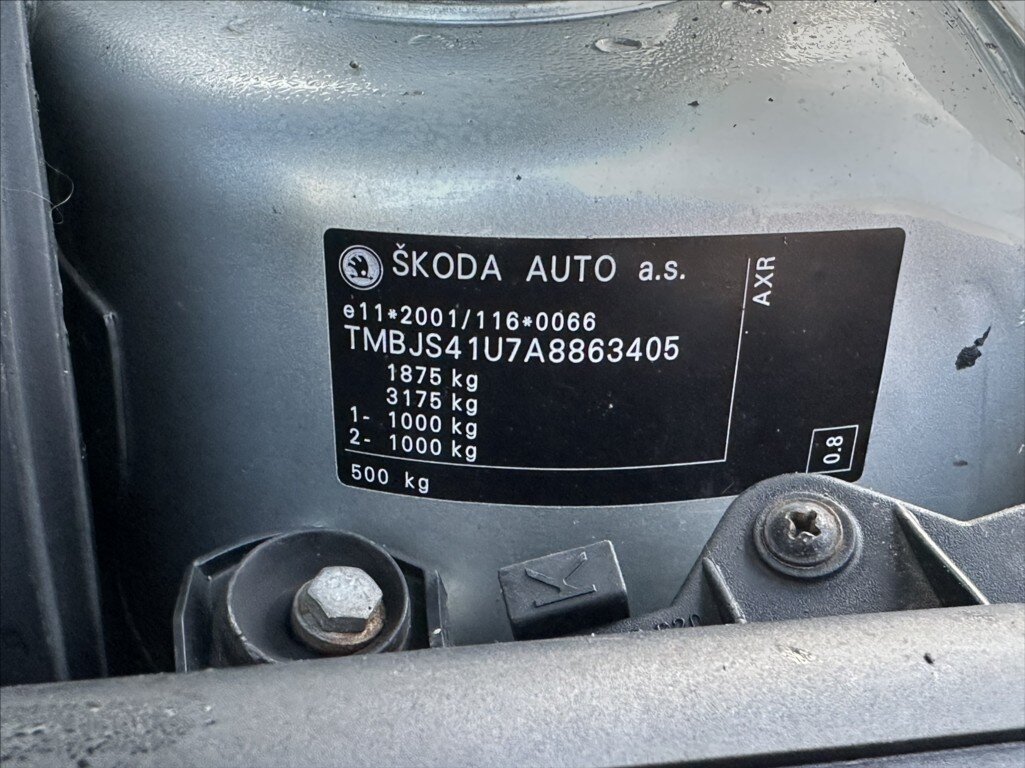 ŠKODA AUTO a.s.
e11*2001/116*0066
TMBJS41U7A8863405
1875 kg
3175 kg
1- 1000 kg
2- 1000 kg
500 kg
AXR
0.8